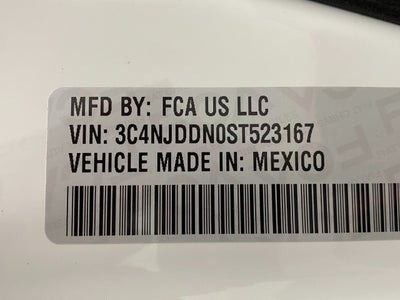 MFD BY: FCA US LLC
VIN: 3C4NJDDN0ST523167
VEHICLE MADE IN: MEXICO